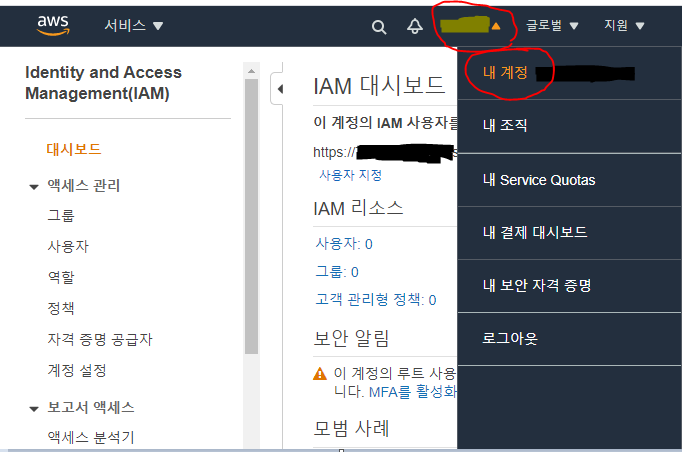 aws
서비스
글로벌
지원
Identity and Access
Management(IAM)
대시보드
액세스 관리
그룹
사용자
역할
정책
자격 증명 공급자
계정 설정
보고서 액세스
액세스 분석기
IAM 대시보드
이 계정의 IAM 사용자를
https://
사용자 지정
IAM 리소스
사용자: 0
그룹: 0
고객 관리형 정책: 0
보안 알림
이 계정의 루트 사용
니다. MFA를 활성화
모범 사례
내 계정
내 조직
내 Service Quotas
내 결제 대시보드
내 보안 자격 증명
로그아웃